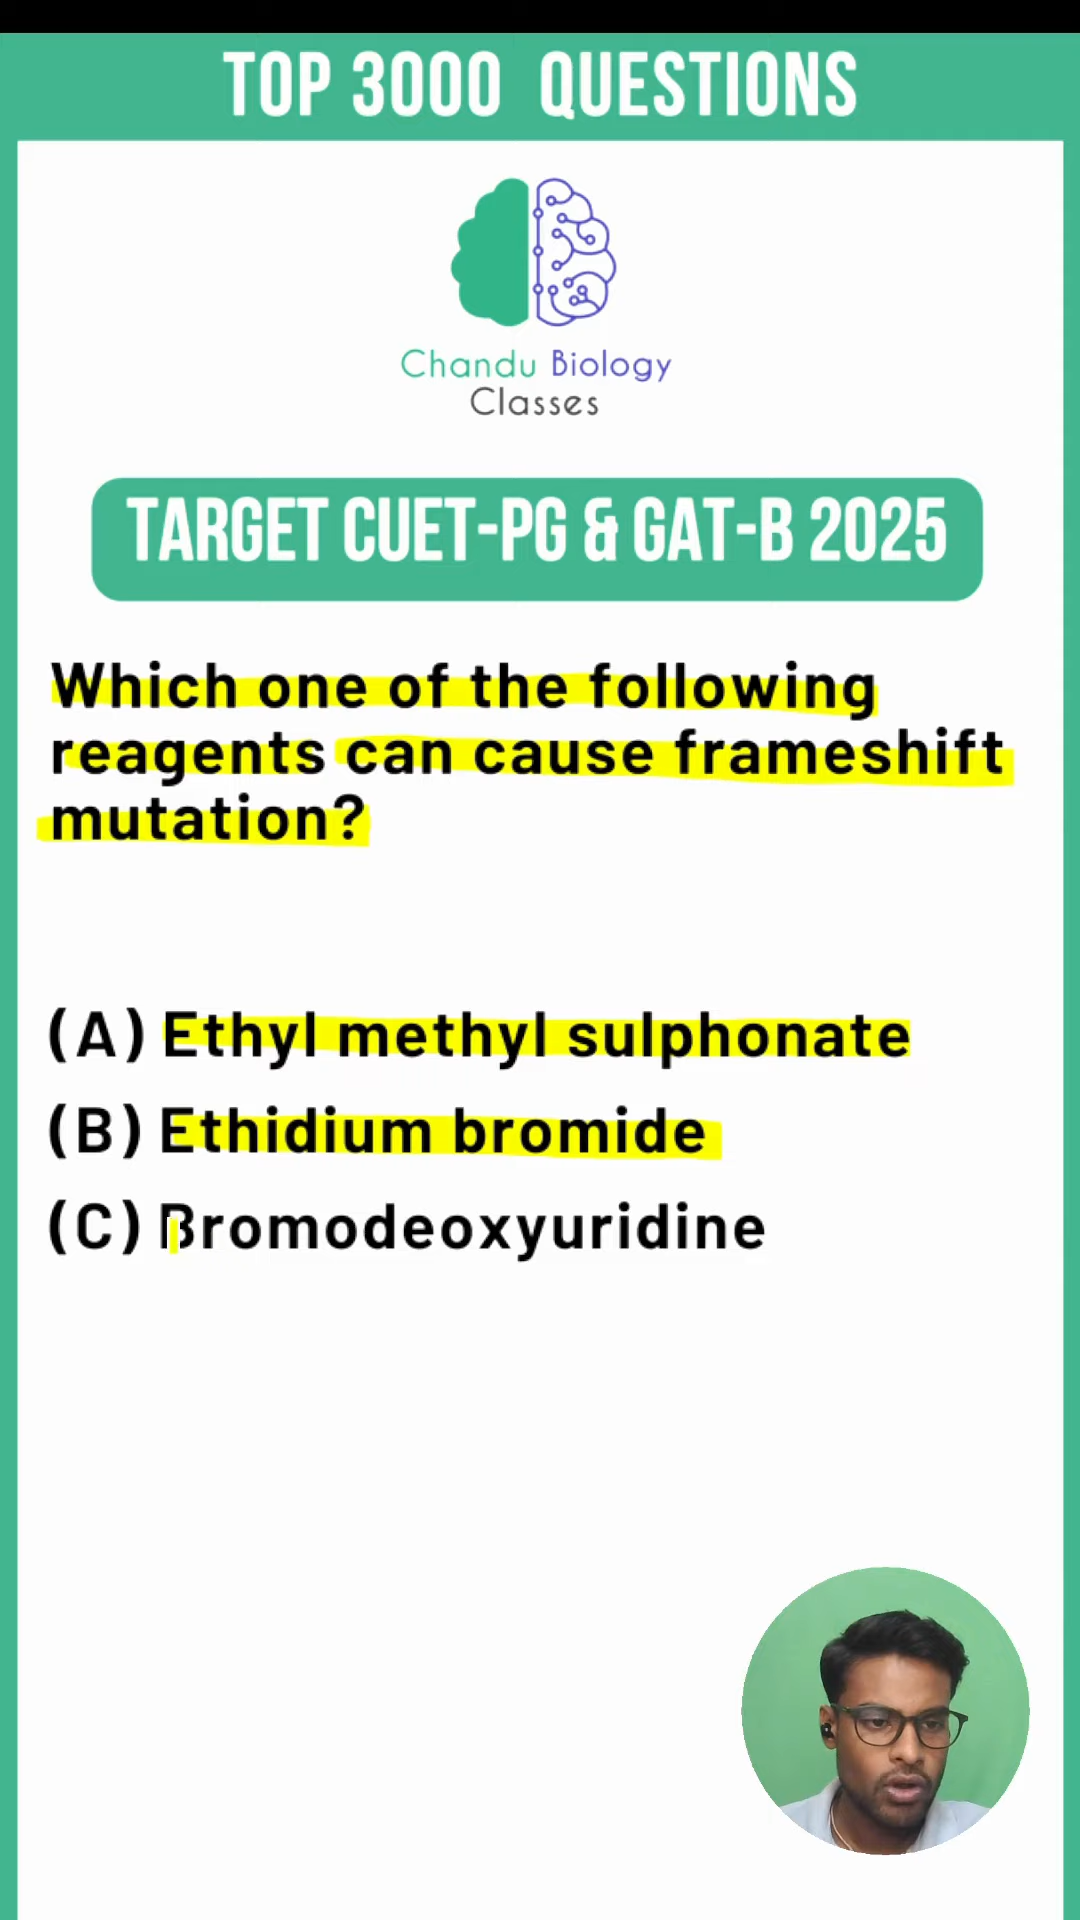 TOP 3000 QUESTIONS
Chandu Biology
Classes
TARGET CUET-PG & GAT-B 2025
Which one of the following
reagents can cause frameshift
mutation?
(A) Ethyl methyl sulphonate
(B) Ethidium bromide
(C) Bromodeoxyuridine